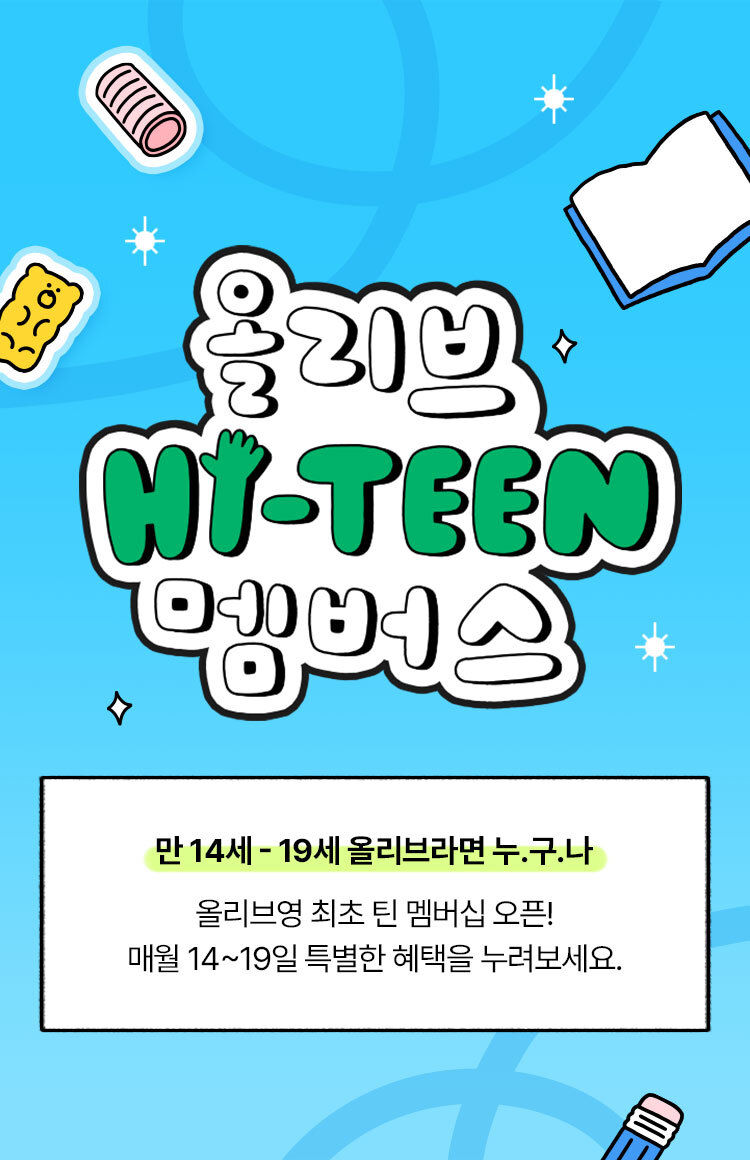 올리브
Hi-TEEN
멤버스
만 14세 - 19세 올리브라면 누.구.나
올리브영 최초 틴 멤버십 오픈!
매월 14~19일 특별한 혜택을 누려보세요.